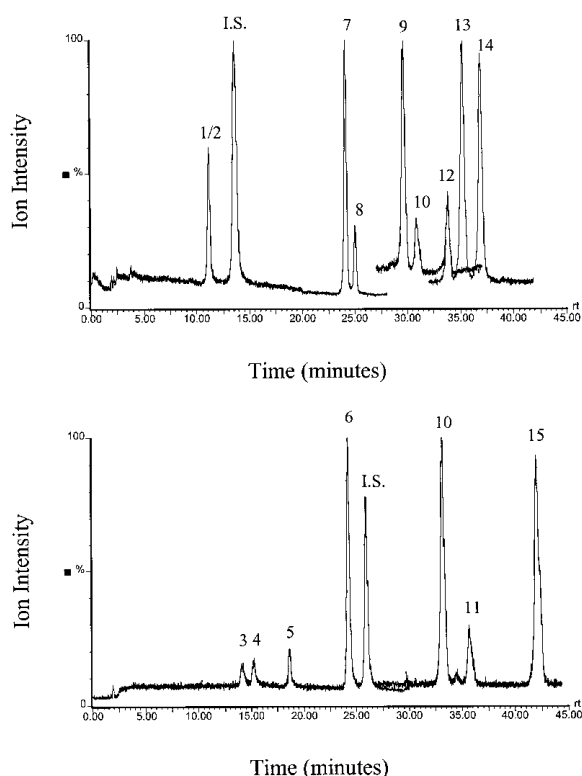 I.S. 7 9 13
100 14
1/2
Ion Intensity
%
12
10
8
0
rt
0.00 5.00 10.00 15.00 20.00 25.00 30.00 35.00 40.00 45.00
Time (minutes)
6 10
100 15
I.S.
Ion Intensity
%
11
5
3 4
0
rt
0.00 5.00 10.00 15.00 20.00 25.00 30.00 35.00 40.00 45.00
Time (minutes)